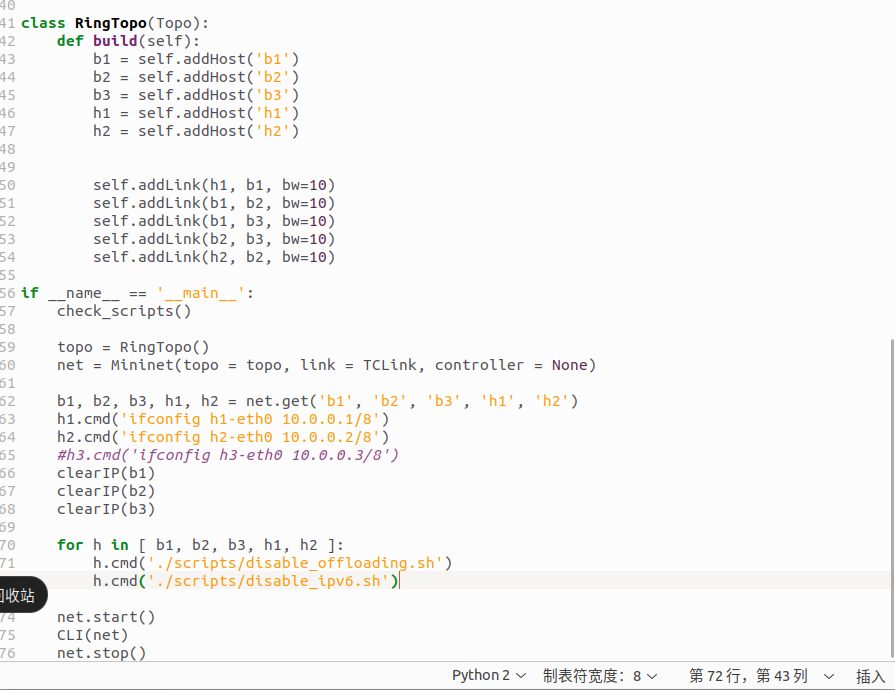 40
41 class RingTopo(Topo):
42     def build(self):
43         b1 = self.addHost('b1')
44         b2 = self.addHost('b2')
45         b3 = self.addHost('b3')
46         h1 = self.addHost('h1')
47         h2 = self.addHost('h2')
48
49
50         self.addLink(h1, b1, bw=10)
51         self.addLink(b1, b2, bw=10)
52         self.addLink(b1, b3, bw=10)
53         self.addLink(b2, b3, bw=10)
54         self.addLink(h2, b2, bw=10)
55
56 if __name__ == '__main__':
57     check_scripts()
58
59     topo = RingTopo()
60     net = Mininet(topo = topo, link = TCLink, controller = None)
61
62     b1, b2, b3, h1, h2 = net.get('b1', 'b2', 'b3', 'h1', 'h2')
63     h1.cmd('ifconfig h1-eth0 10.0.0.1/8')
64     h2.cmd('ifconfig h2-eth0 10.0.0.2/8')
65     #h3.cmd('ifconfig h3-eth0 10.0.0.3/8')
66     clearIP(b1)
67     clearIP(b2)
68     clearIP(b3)
69
70     for h in [ b1, b2, b3, h1, h2 ]:
71         h.cmd('./scripts/disable_offloading.sh')
        h.cmd('./scripts/disable_ipv6.sh')
回收站
74     net.start()
75     CLI(net)
76     net.stop()
Python 2 制表符宽度：8 第 72 行，第 43 列 插入